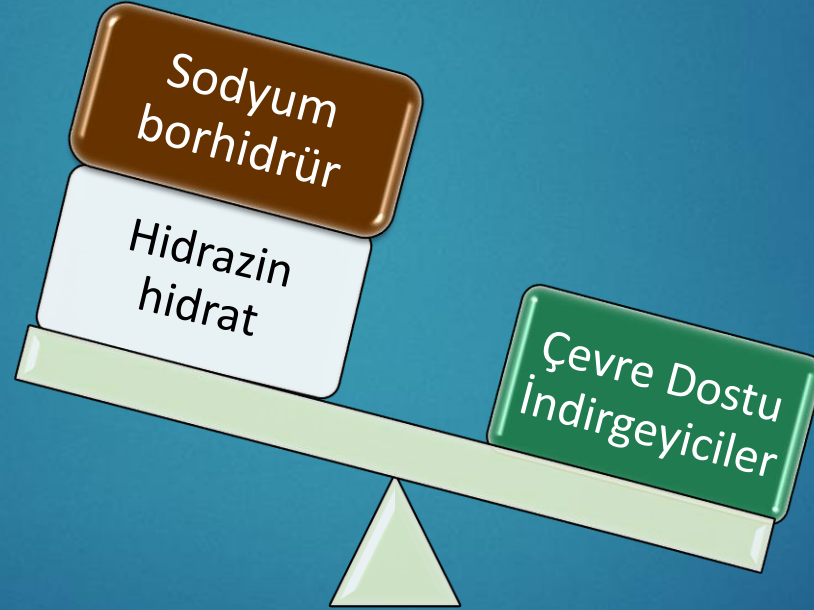 Sodyum
borhidrür
Hidrazin
hidrat
Çevre Dostu
İndirgeyiciler